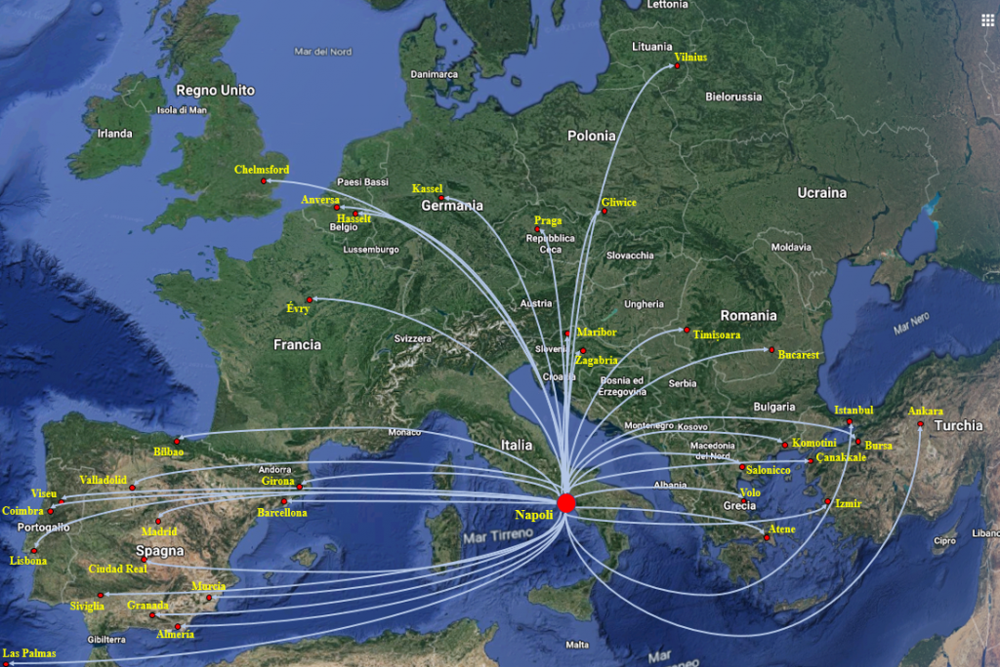 Lettonia
Lituania
Vilnius
Mar del Nord
Danimarca
Regno Unito
Isola di Man
Irlanda
Bielorussia
Polonia
Chelmsford
Paesi Bassi
Anversa
Hasselt
Belgio
Kassel
Germania
Gliwice
Praga
Repubblica
Ceca
Ucraina
Lussemburgo
Slovacchia
Moldavia
Évry
Austria
Ungheria
Romania
Mar Nero
Francia
Svizzera
Maribor
Slovenia
Zagabria
Timișoara
Bucarest
Croazia
Bosnia ed
Erzegovina
Serbia
Bulgaria
Istanbul
Ankara
Turchia
Monaco
Italia
Montenegro
Kosovo
Macedonia
del Nord
Komotini
Bursa
Çanakkale
Salonicco
Bilbao
Andorra
Girona
Valladolid
Viseu
Coimbra
Barcellona
Albania
Volo
Grecia
Izmir
Napoli
Portogallo
Madrid
Mar Tirreno
Atene
Cipro
Libano
Lisbona
Spagna
Ciudad Real
Murcia
Siviglia
Granada
Almería
Gibilterra
Malta
Las Palmas
Mar